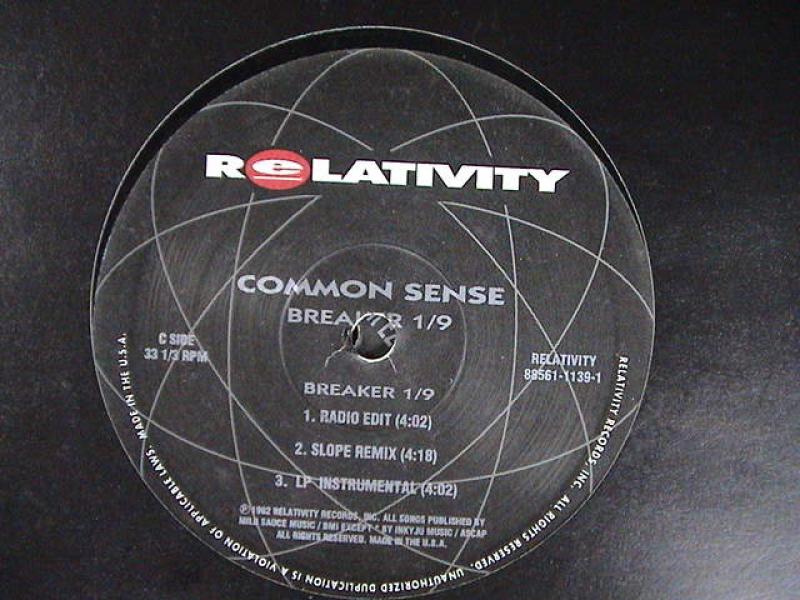 RELATIVITY
COMMON SENSE
BREAKER 1/9
C SIDE
33 1/3 RPM
RELATIVITY
88561-1139-1
BREAKER 1/9
1. RADIO EDIT (4:02)
2. SLOPE REMIX (4:18)
3. LP INSTRUMENTAL (4:02)
℗1992 RELATIVITY RECORDS, INC. ALL SONGS PUBLISHED BY
MILD SAUCE MUSIC / BMI EXCEPT * BY INKYJU MUSIC / ASCAP
ALL RIGHTS RESERVED. MADE IN THE U.S.A.
RELATIVITY RECORDS, INC. ALL RIGHTS RESERVED. UNAUTHORIZED DUPLICATION IS A VIOLATION OF APPLICABLE LAWS. MADE IN THE U.S.A.